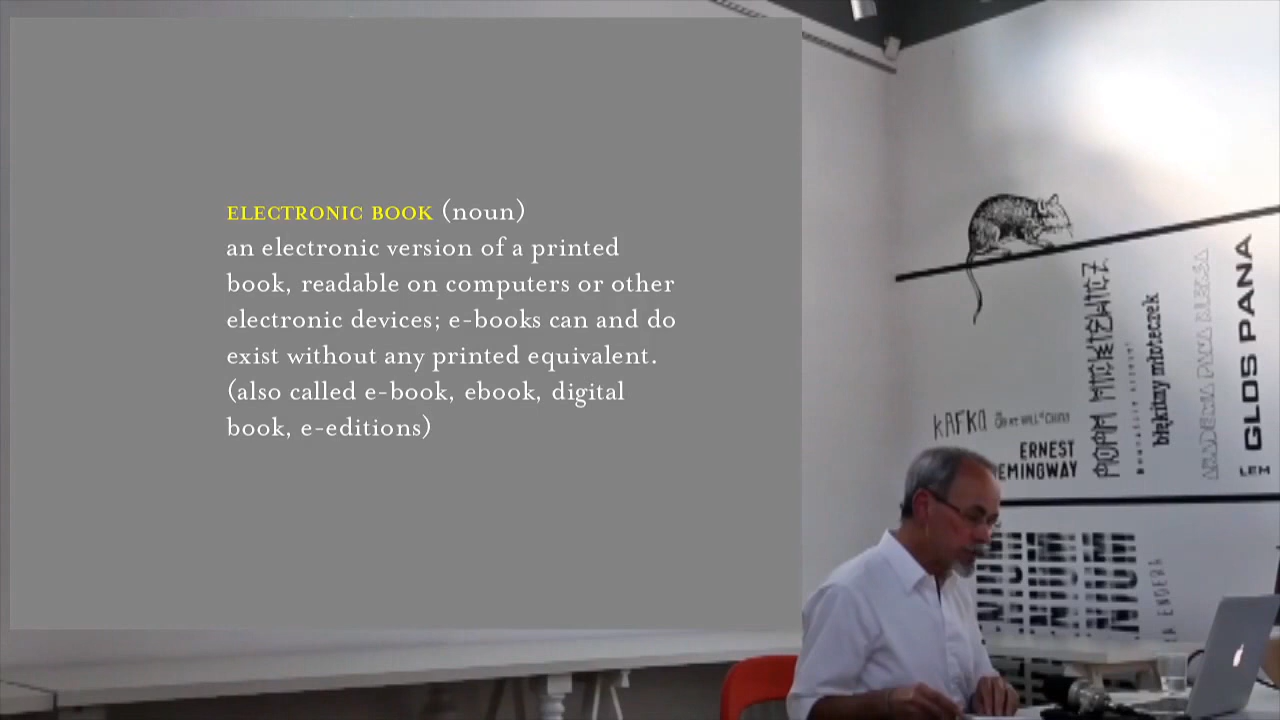 ELECTRONIC BOOK (noun)
an electronic version of a printed
book, readable on computers or other
electronic devices; e-books can and do
exist without any printed equivalent.
(also called e-book, ebook, digital
book, e-editions)
KAFKA
ERNEST
HEMINGWAY
błękitny młoteczek
GLOS PANA
LEM